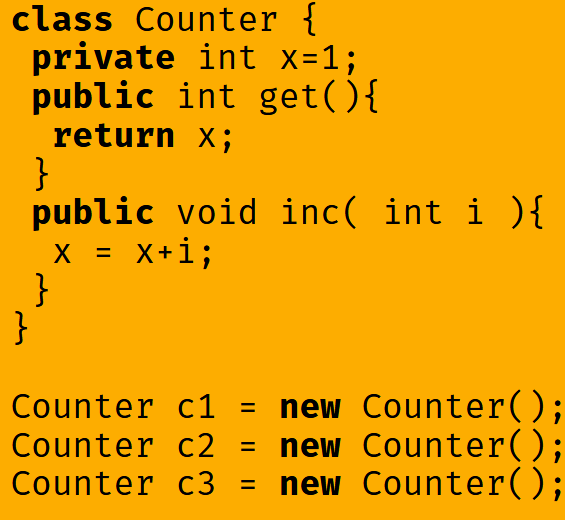 class Counter {
 private int x=1;
 public int get(){
  return x;
 }
 public void inc( int i ){
  x = x+i;
 }
}

Counter c1 = new Counter();
Counter c2 = new Counter();
Counter c3 = new Counter();